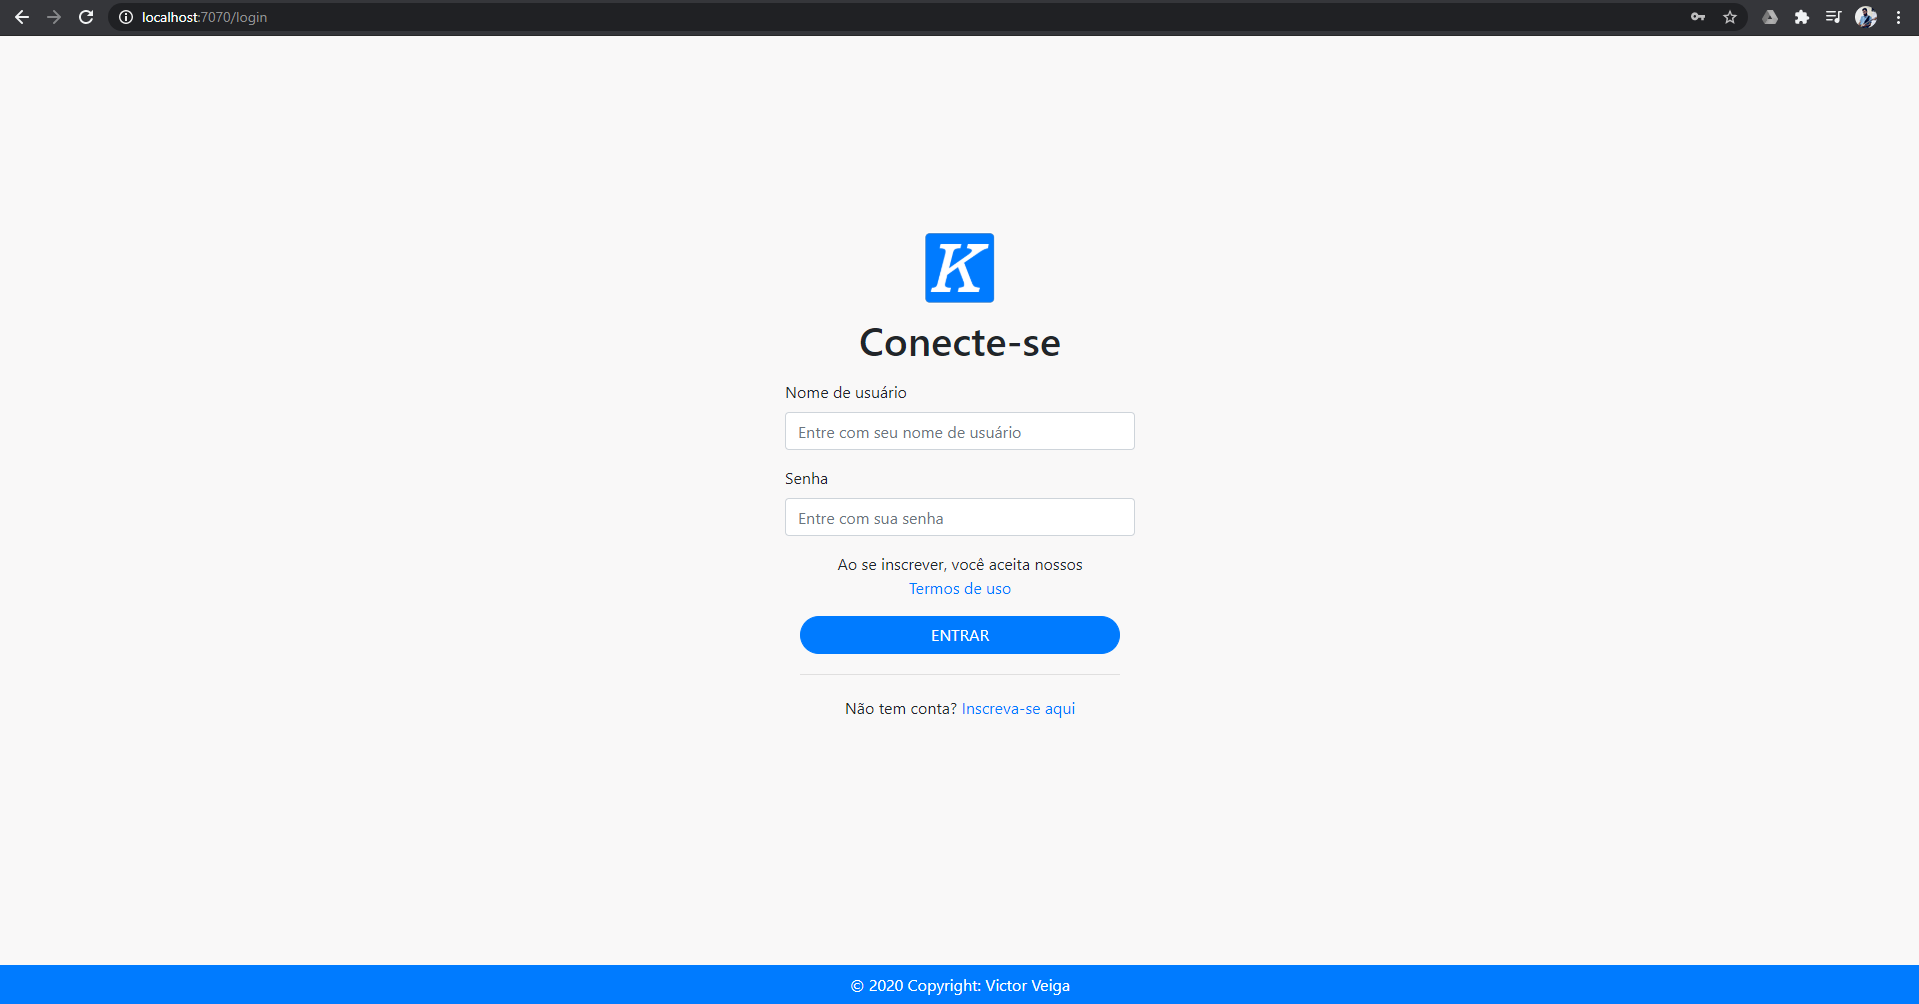 localhost:7070/login
K
Conecte-se
Nome de usuário
Entre com seu nome de usuário
Senha
Entre com sua senha
Ao se inscrever, você aceita nossos
Termos de uso
ENTRAR
Não tem conta? Inscreva-se aqui
© 2020 Copyright: Victor Veiga